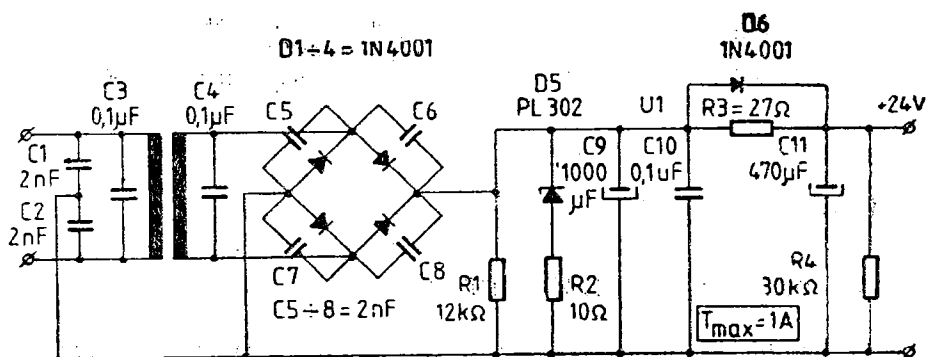 D1÷4 = 1N4001
D6
1N4001
C3
0,1µF
C4
0,1µF
C5
C6
D5
PL 302
U1
R3 = 27Ω
+24V
C1
2nF
C2
2nF
C9
1000
µF
C10
0,1uF
C11
470µF
C7
C8
C5 ÷ 8 = 2nF
R1
12kΩ
R2
10Ω
R4
30kΩ
Tmax = 1A